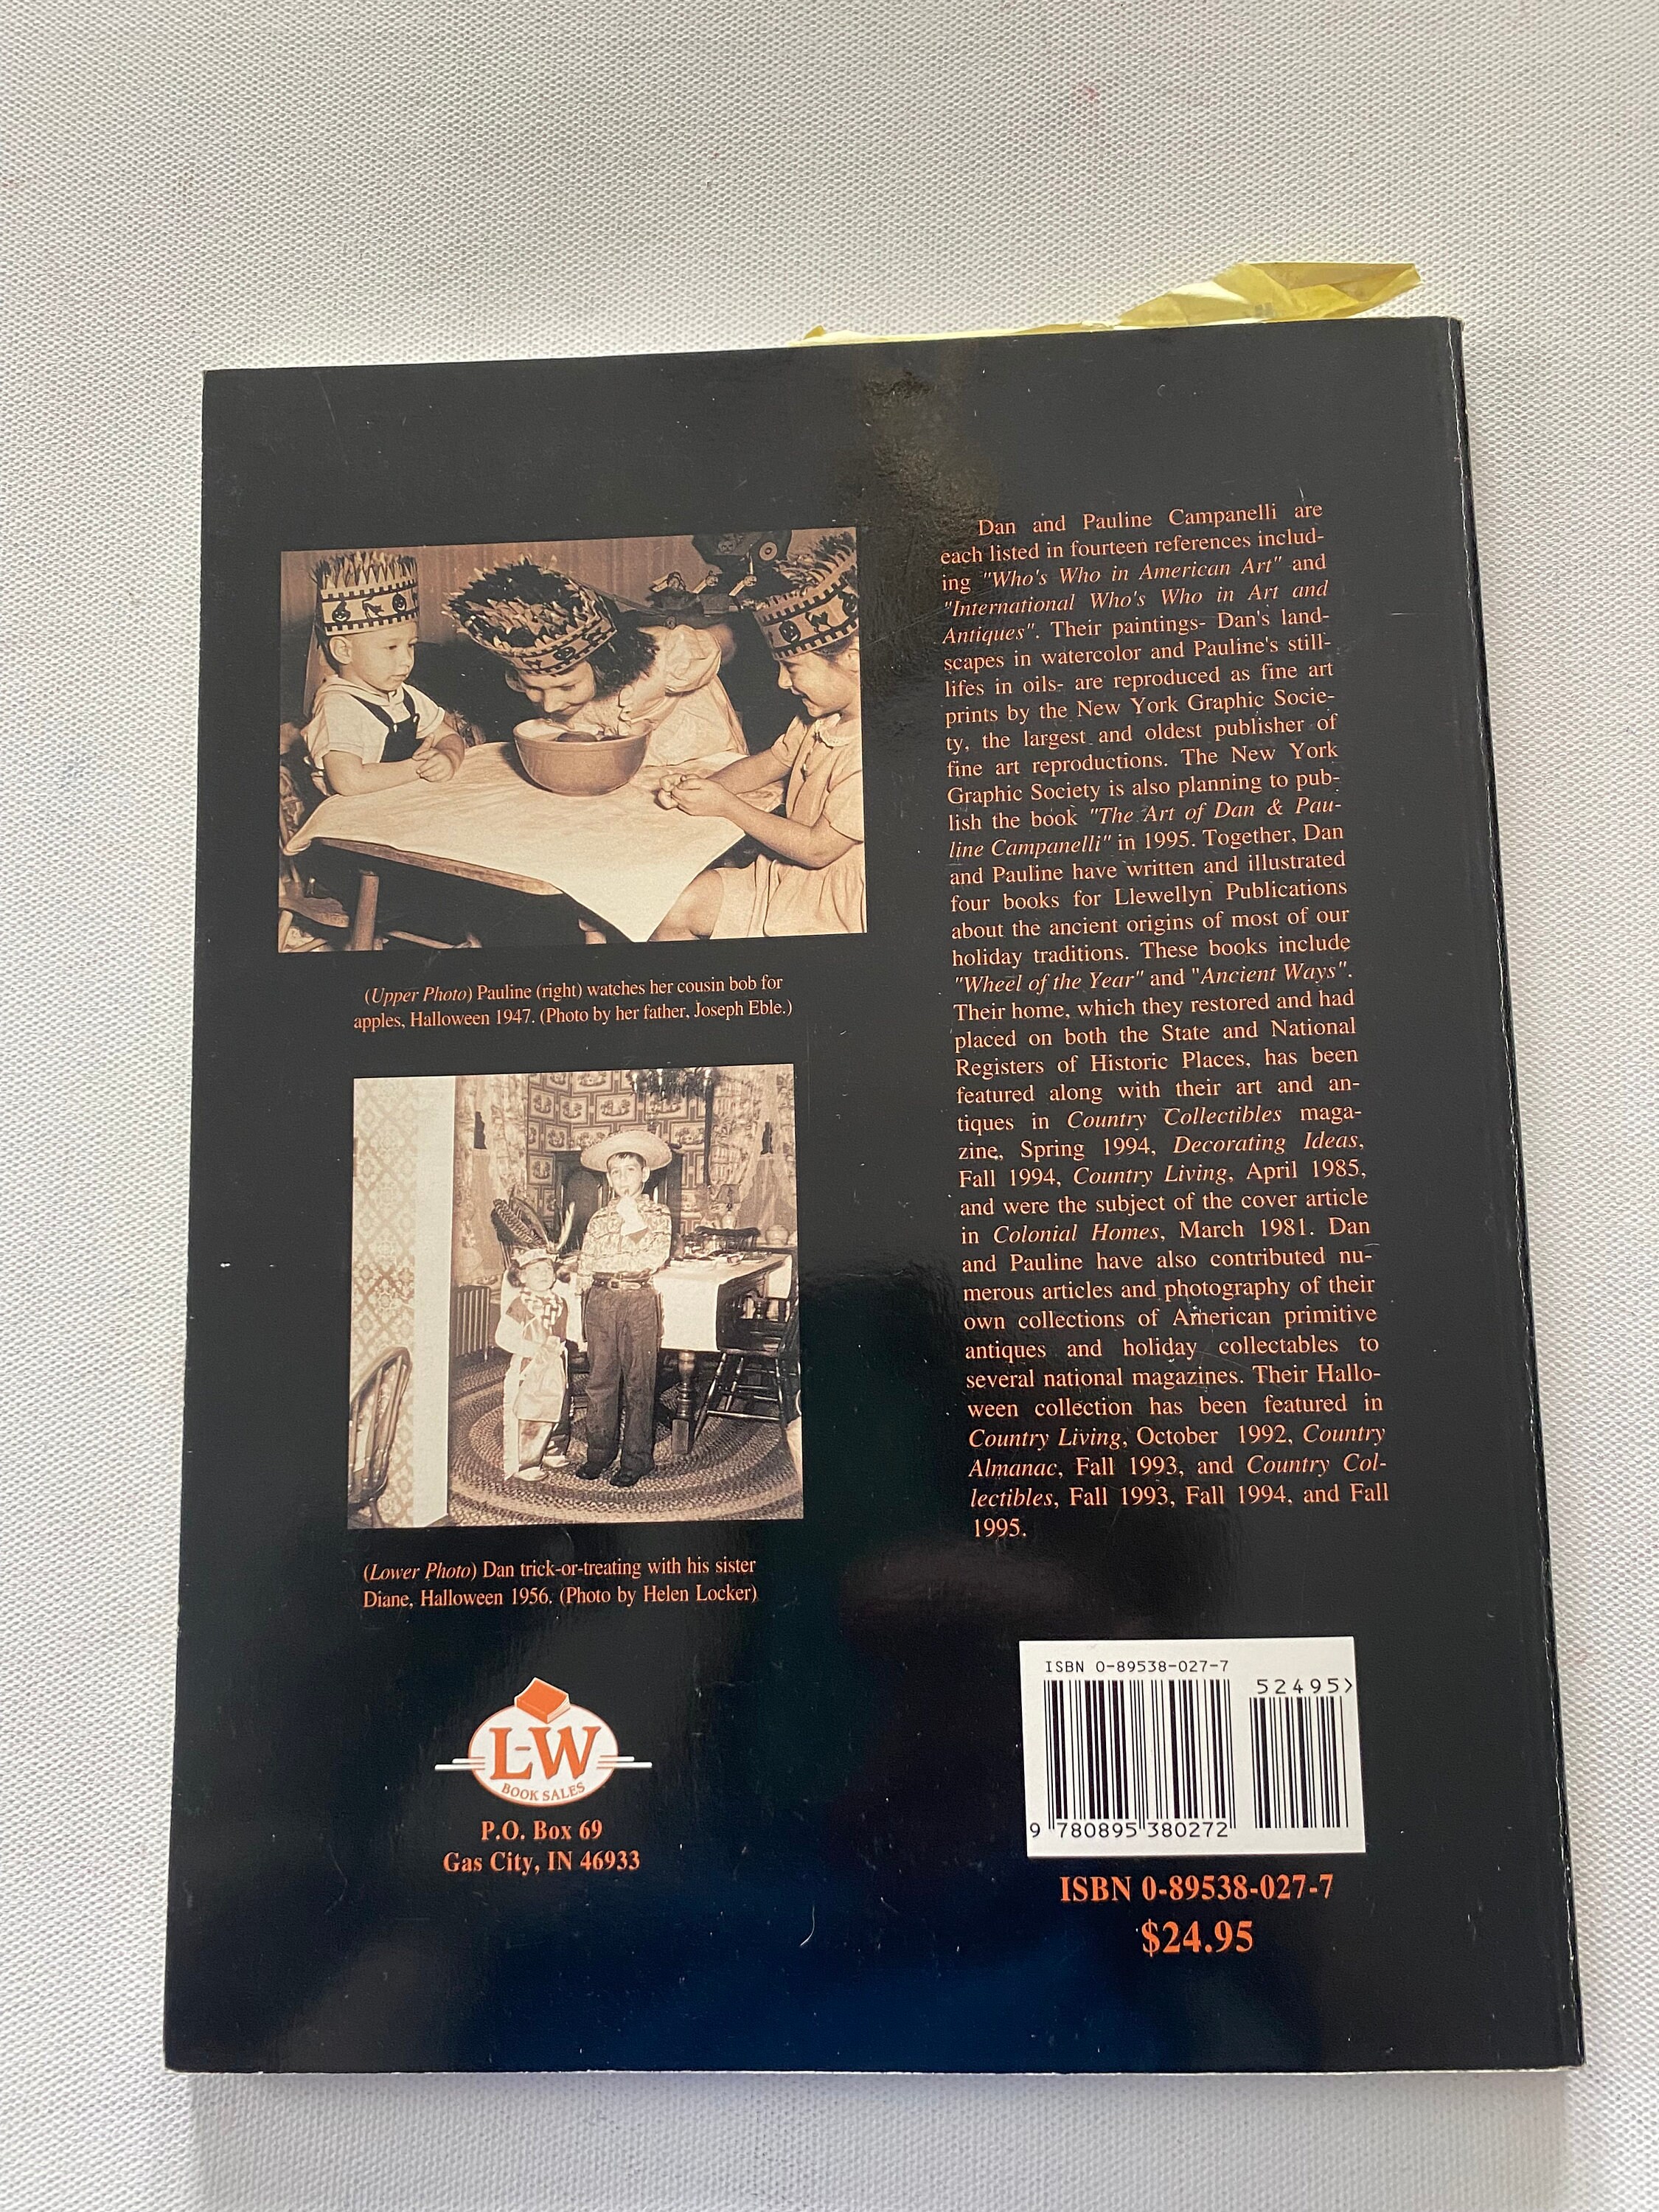 Dan and Pauline Campanelli are
each listed in fourteen references includ-
ing "Who's Who in American Art" and
"International Who's Who in Art and
Antiques". Their paintings- Dan's land-
scapes in watercolor and Pauline's still-
lifes in oils- are reproduced as fine art
prints by the New York Graphic Socie-
ty, the largest and oldest publisher of
fine art reproductions. The New York
Graphic Society is also planning to pub-
lish the book "The Art of Dan & Pau-
line Campanelli" in 1995. Together, Dan
and Pauline have written and illustrated
four books for Llewellyn Publications
about the ancient origins of most of our
holiday traditions. These books include
"Wheel of the Year" and "Ancient Ways".
Their home, which they restored and had
placed on both the State and National
Registers of Historic Places, has been
featured along with their art and an-
tiques in Country Collectibles maga-
zine, Spring 1994, Decorating Ideas,
Fall 1994, Country Living, April 1985,
and were the subject of the cover article
in Colonial Homes, March 1981. Dan
and Pauline have also contributed nu-
merous articles and photography of their
own collections of American primitive
antiques and holiday collectables to
several national magazines. Their Hallo-
ween collection has been featured in
Country Living, October 1992, Country
Almanac, Fall 1993, and Country Col-
lectibles, Fall 1993, Fall 1994, and Fall
1995.
(Upper Photo) Pauline (right) watches her cousin bob for
apples, Halloween 1947. (Photo by her father, Joseph Eble.)
(Lower Photo) Dan trick-or-treating with his sister
Diane, Halloween 1956. (Photo by Helen Locker)
L-W
BOOK SALES
P.O. Box 69
Gas City, IN 46933
ISBN 0-89538-027-7
52495>
9 780895 380272
ISBN 0-89538-027-7
$24.95